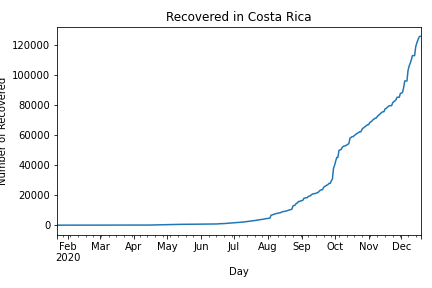 Recovered in Costa Rica
Number of Recovered
120000
100000
80000
60000
40000
20000
0
Feb Mar Apr May Jun Jul Aug Sep Oct Nov Dec
2020
Day